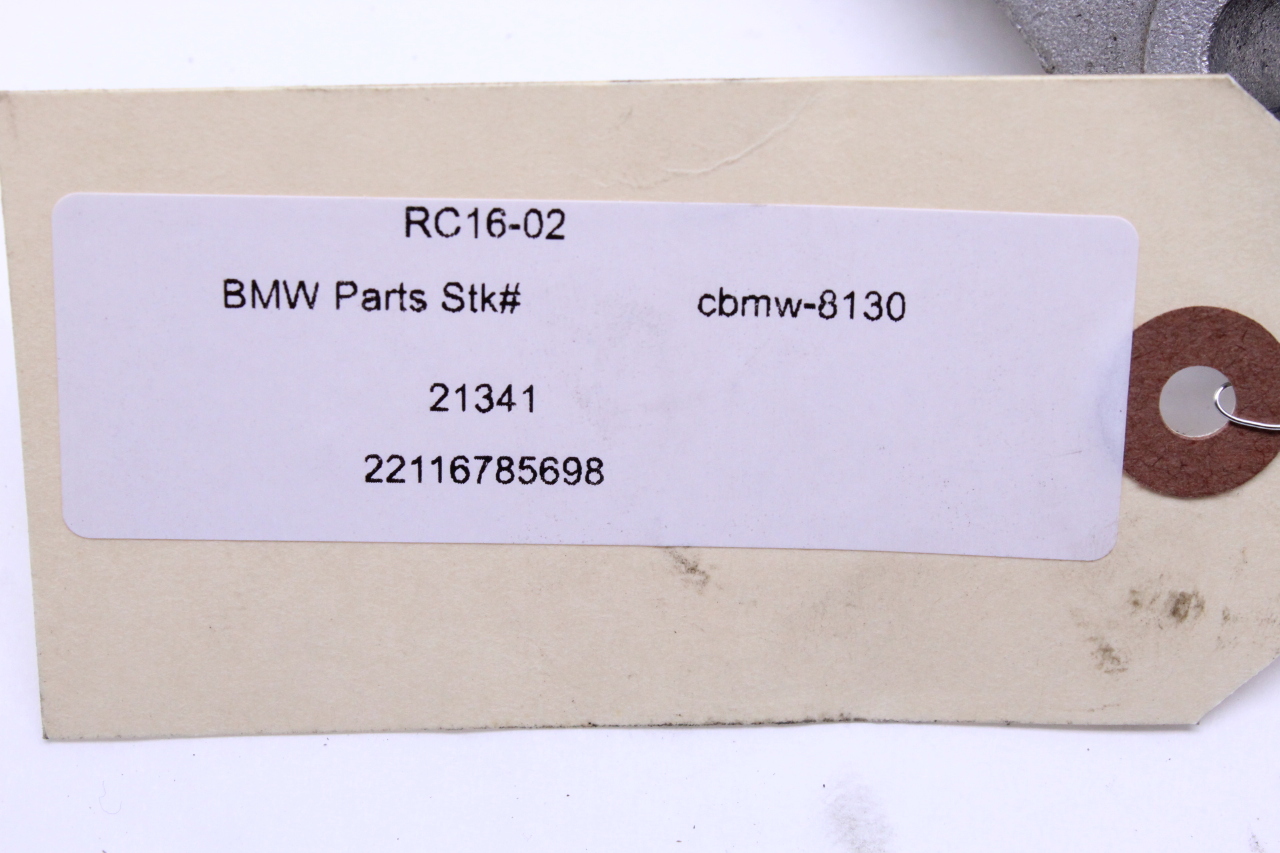 RC16-02
BMW Parts Stk# cbmw-8130
21341
22116785698